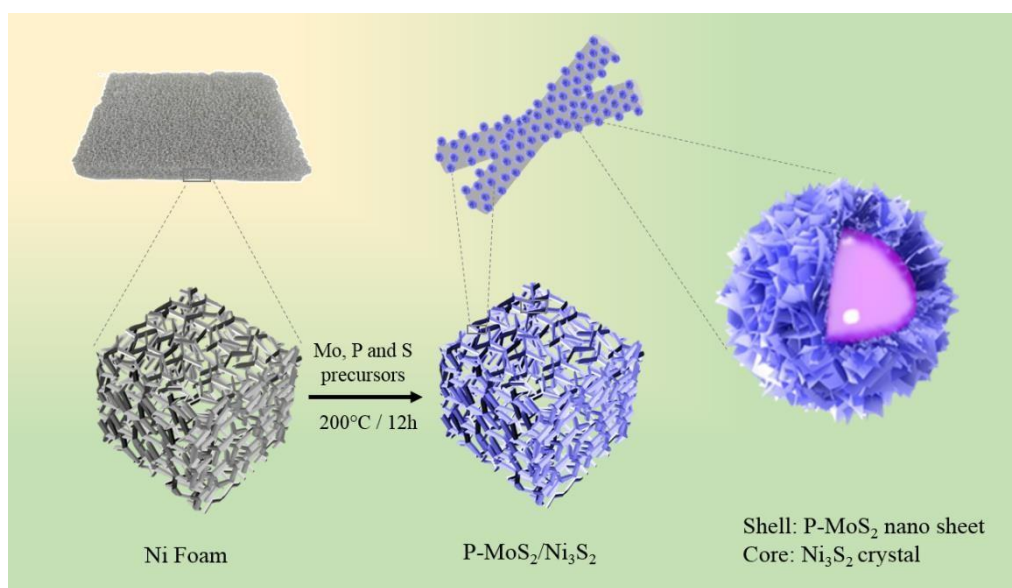 Mo, P and S
precursors
200°C / 12h
Ni Foam
P-MoS₂/Ni₃S₂
Shell: P-MoS₂ nano sheet
Core: Ni₃S₂ crystal